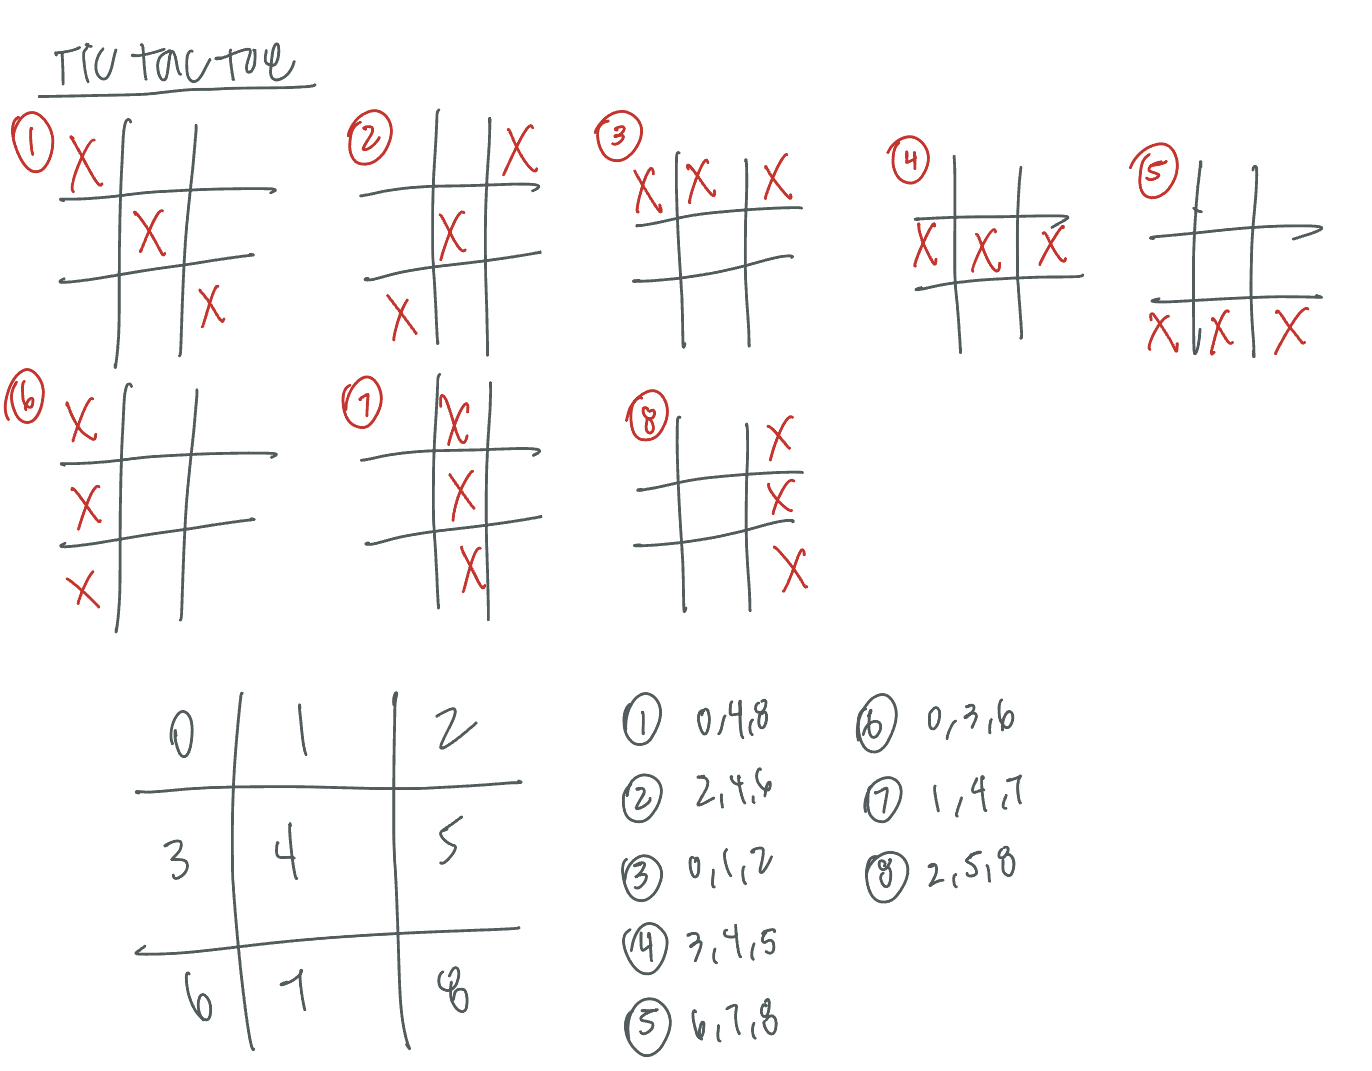 TIC TAC TOE
1 2 3 4 5
X X X X X
X X X X X
X X X X X
6 7 8
X X X
X X X
X X X
0 1 2
3 4 5
6 7 8
1 0,4,8
2 2,4,6
3 0,1,2
4 3,4,5
5 6,7,8
6 0,3,6
7 1,4,7
8 2,5,8